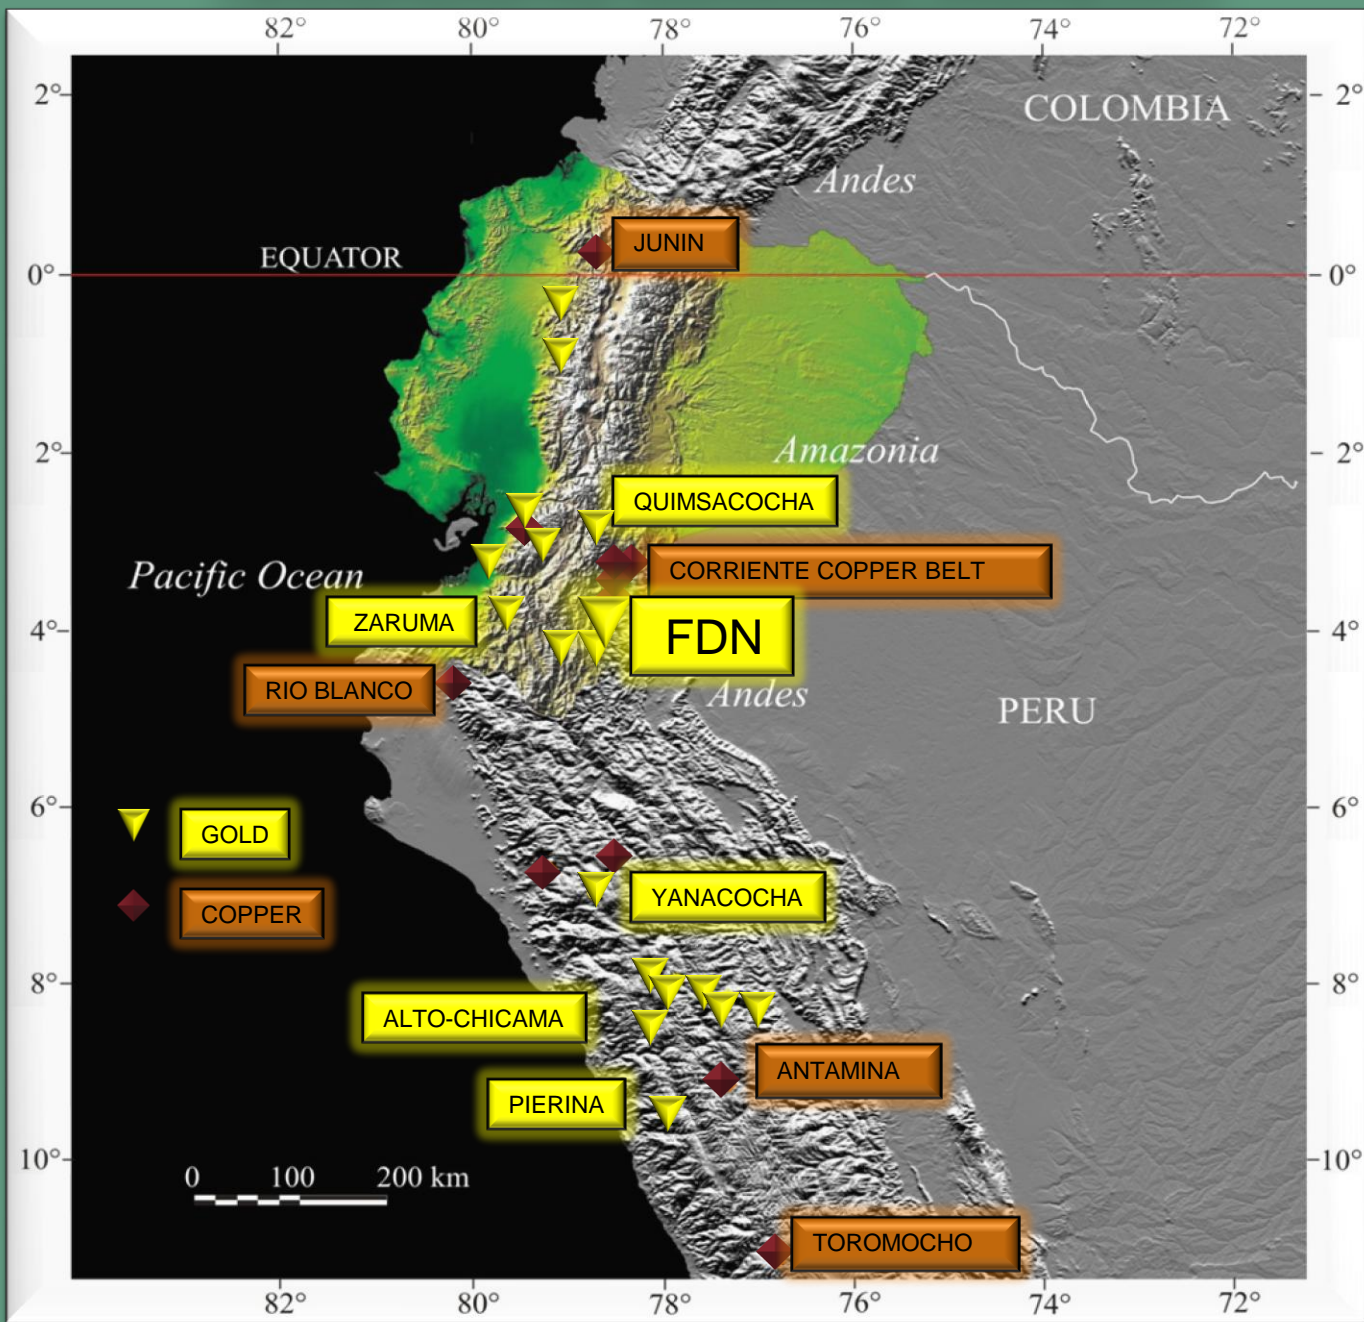 82° 80° 78° 76° 74° 72°
2° 2°
COLOMBIA
Andes
JUNIN
EQUATOR
0° 0°
2° 2°
Amazonia
QUIMSACOCHA
Pacific Ocean
CORRIENTE COPPER BELT
ZARUMA
4° 4°
FDN
RIO BLANCO
Andes
PERU
6° 6°
GOLD
YANACOCHA
COPPER
8° 8°
ALTO-CHICAMA
ANTAMINA
PIERINA
10° 10°
0 100 200 km
TOROMOCHO
82° 80° 78° 76° 74° 72°